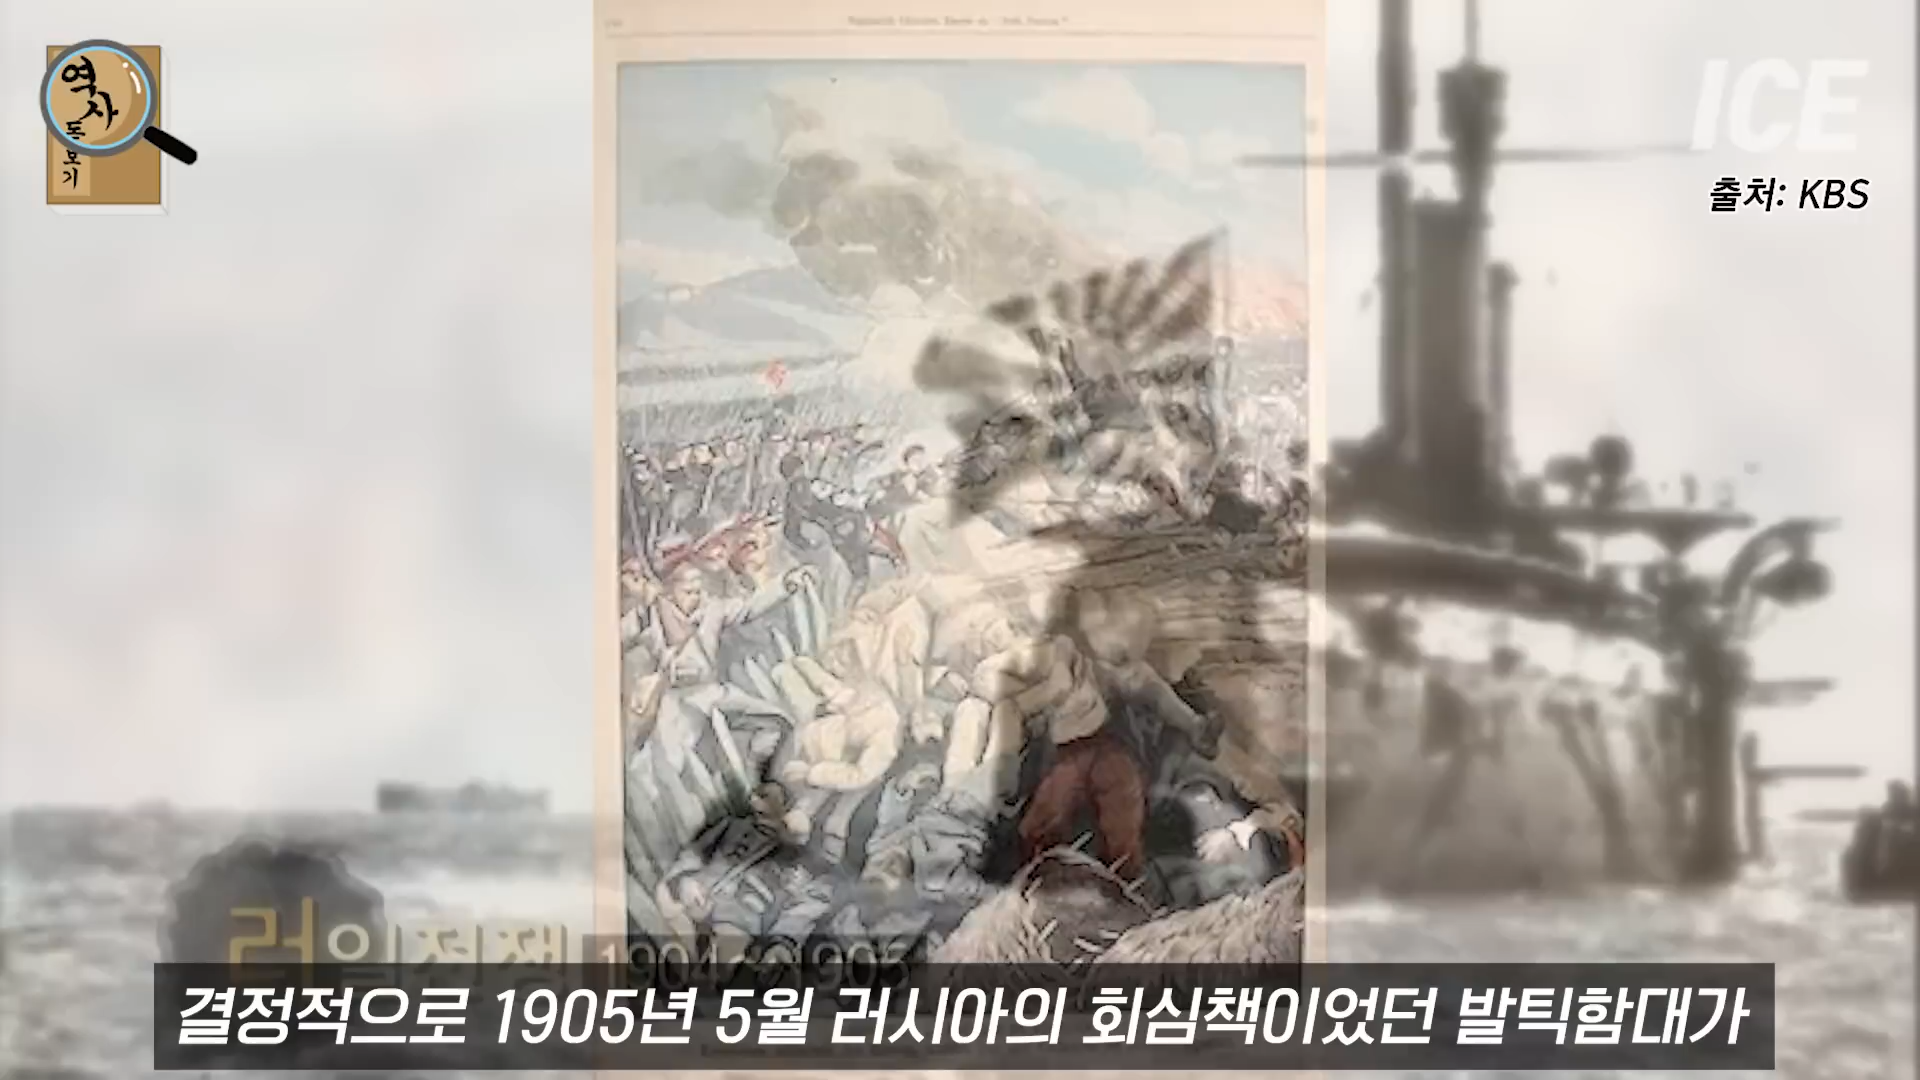 역사
돋보기
ICE
출처: KBS
러일전쟁 1904~1905
결정적으로 1905년 5월 러시아의 회심책이었던 발틱함대가